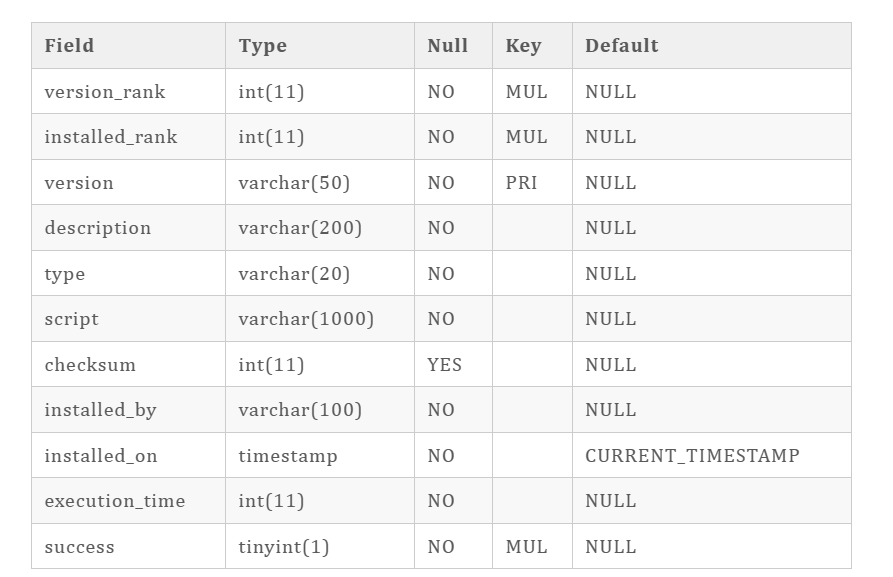 Field Type Null Key Default
version_rank int(11) NO MUL NULL
installed_rank int(11) NO MUL NULL
version varchar(50) NO PRI NULL
description varchar(200) NO NULL
type varchar(20) NO NULL
script varchar(1000) NO NULL
checksum int(11) YES NULL
installed_by varchar(100) NO NULL
installed_on timestamp NO CURRENT_TIMESTAMP
execution_time int(11) NO NULL
success tinyint(1) NO MUL NULL